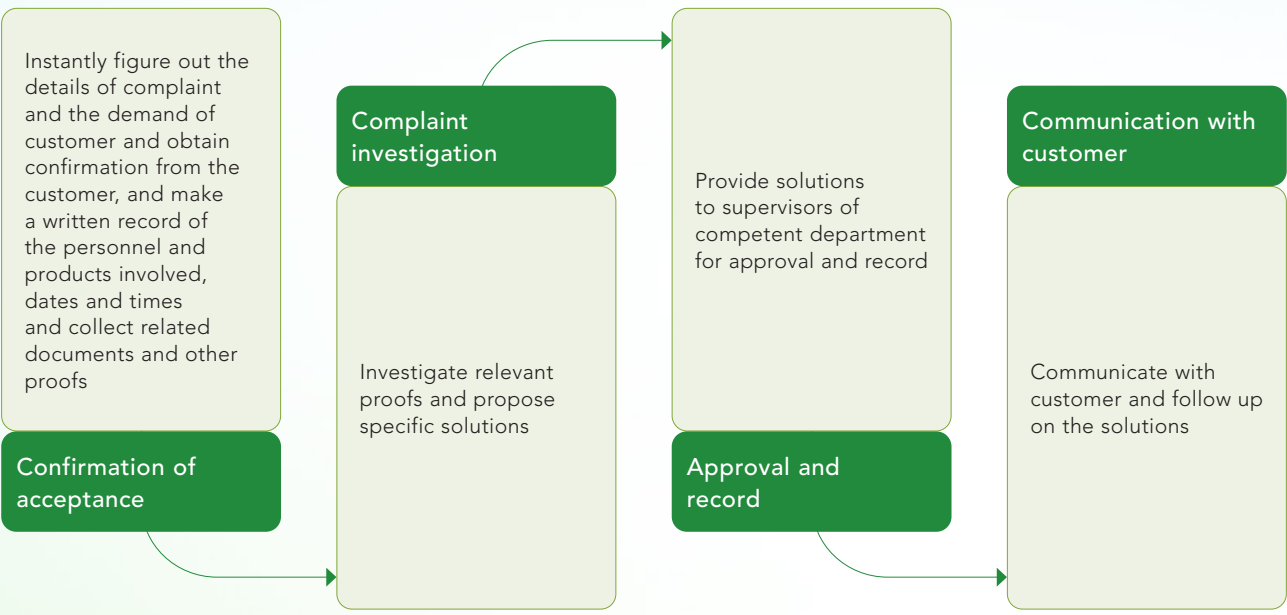 Instantly figure out the
details of complaint
and the demand of
customer and obtain
confirmation from the
customer, and make
a written record of
the personnel and
products involved,
dates and times
and collect related
documents and other
proofs
Confirmation of
acceptance
Complaint
investigation
Investigate relevant
proofs and propose
specific solutions
Provide solutions
to supervisors of
competent department
for approval and record
Approval and
record
Communication with
customer
Communicate with
customer and follow up
on the solutions